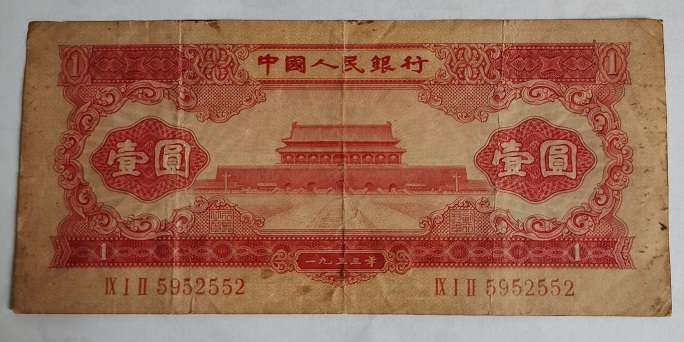 1 中國人民銀行 1
壹圓 壹圓
1 一九五三年 1
IX I II 5952552 IX I II 5952552